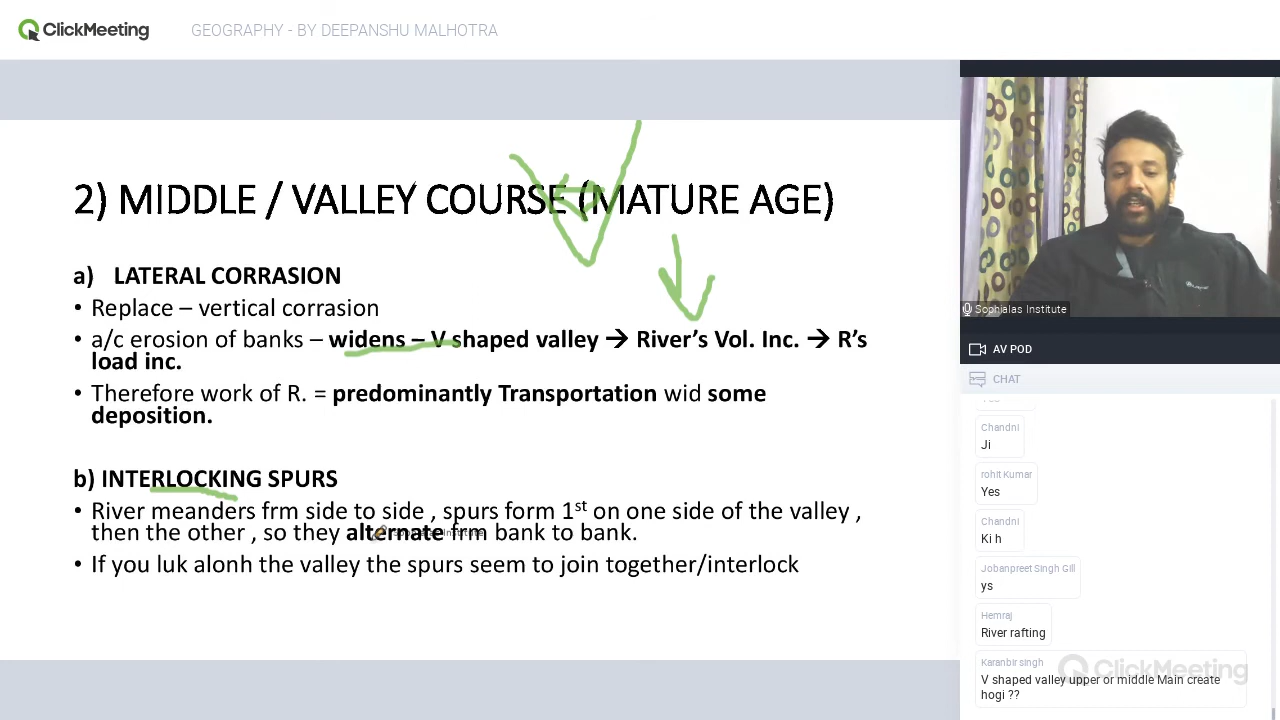 ClickMeeting
GEOGRAPHY - BY DEEPANSHU MALHOTRA
2) MIDDLE / VALLEY COURSE (MATURE AGE)
a) LATERAL CORRASION
• Replace – vertical corrasion
• a/c erosion of banks – widens – V shaped valley → River's Vol. Inc. → R's
load inc.
• Therefore work of R. = predominantly Transportation wid some
deposition.
b) INTERLOCKING SPURS
• River meanders frm side to side , spurs form 1st on one side of the valley ,
then the other , so they alternate frm bank to bank.
Sophialas Institute
• If you luk alonh the valley the spurs seem to join together/interlock
Sophialas Institute
AV POD
CHAT
Yes
Chandni
Ji
rohit Kumar
Yes
Chandni
Ki h
Jobanpreet Singh Gill
ys
Hemraj
River rafting
Karanbir singh
V shaped valley upper or middle Main create
hogi ??
ClickMeeting